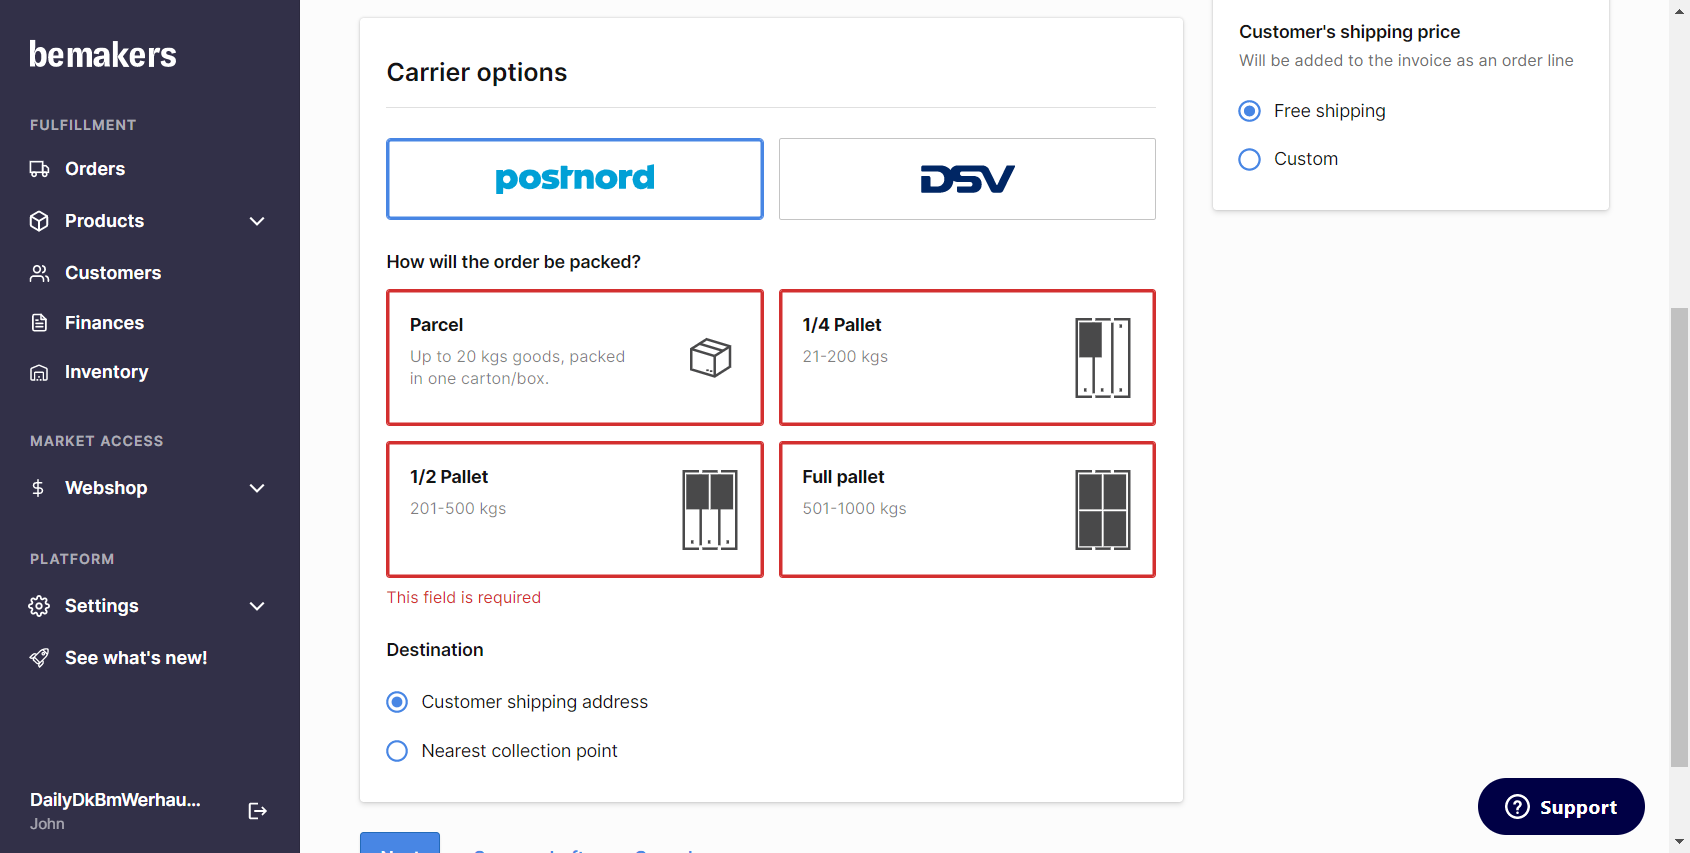 bemakers
FULFILLMENT
Orders
Products
Customers
Finances
Inventory
MARKET ACCESS
Webshop
PLATFORM
Settings
See what's new!
DailyDkBmWerhau...
John
Carrier options
postnord
DSV
How will the order be packed?
Parcel
Up to 20 kgs goods, packed
in one carton/box.
1/4 Pallet
21-200 kgs
1/2 Pallet
201-500 kgs
Full pallet
501-1000 kgs
This field is required
Destination
Customer shipping address
Nearest collection point
Customer's shipping price
Will be added to the invoice as an order line
Free shipping
Custom
Support